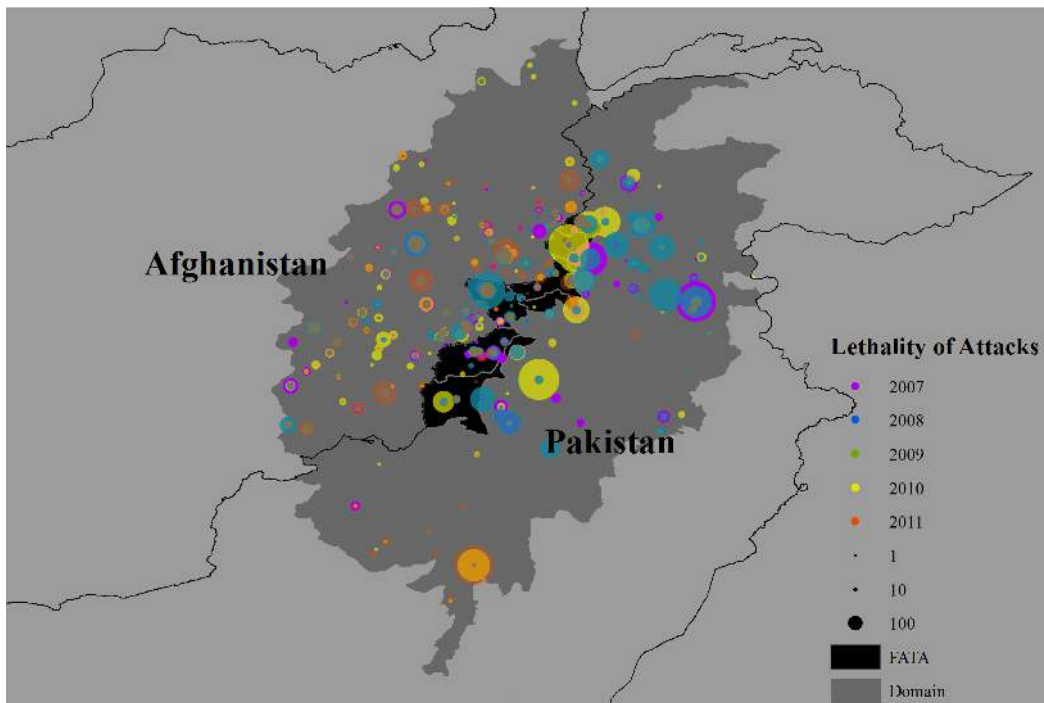 Afghanistan
Pakistan
Lethality of Attacks
2007
2008
2009
2010
2011
1
10
100
FATA
Domain